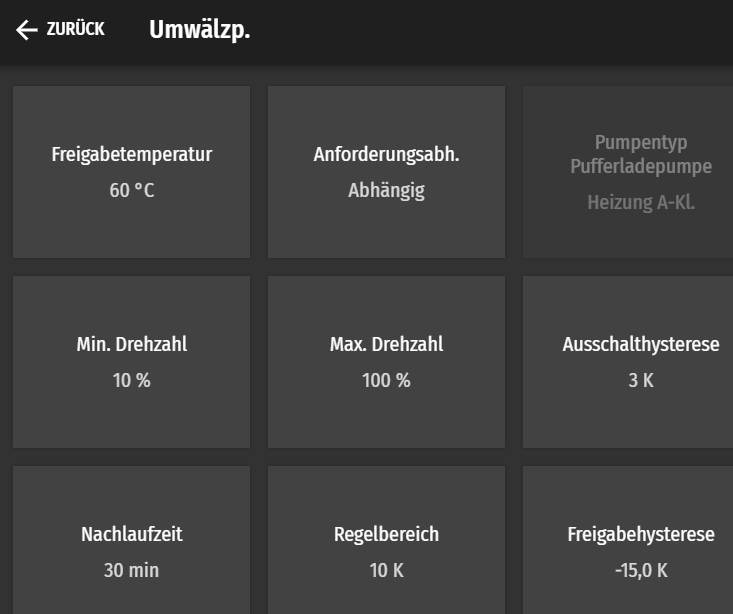 ZURÜCK Umwälzp.
Freigabetemperatur
60 °C
Anforderungsabh.
Abhängig
Pumpentyp
Pufferladepumpe
Heizung A-Kl.
Min. Drehzahl
10 %
Max. Drehzahl
100 %
Ausschalthysterese
3 K
Nachlaufzeit
30 min
Regelbereich
10 K
Freigabehysterese
-15,0 K